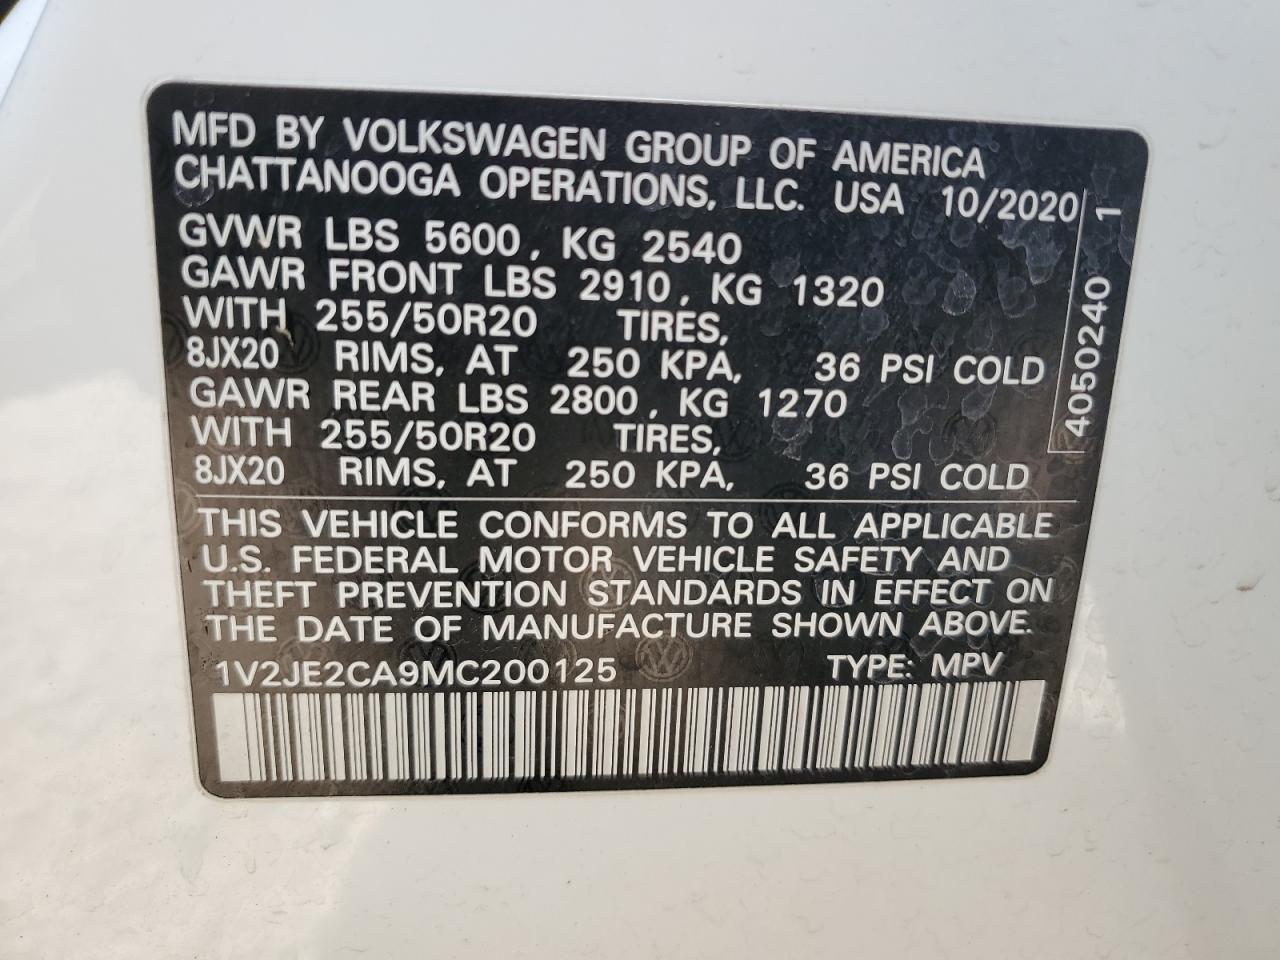 MFD BY VOLKSWAGEN GROUP OF AMERICA
CHATTANOOGA OPERATIONS, LLC. USA 10/2020
GVWR LBS 5600, KG 2540
GAWR FRONT LBS 2910, KG 1320
WITH 255/50R20 TIRES,
8JX20 RIMS, AT 250 KPA, 36 PSI COLD
GAWR REAR LBS 2800, KG 1270
WITH 255/50R20 TIRES,
8JX20 RIMS, AT 250 KPA, 36 PSI COLD
4050240 1
THIS VEHICLE CONFORMS TO ALL APPLICABLE
U.S. FEDERAL MOTOR VEHICLE SAFETY AND
THEFT PREVENTION STANDARDS IN EFFECT ON
THE DATE OF MANUFACTURE SHOWN ABOVE.
1V2JE2CA9MC200125 TYPE: MPV